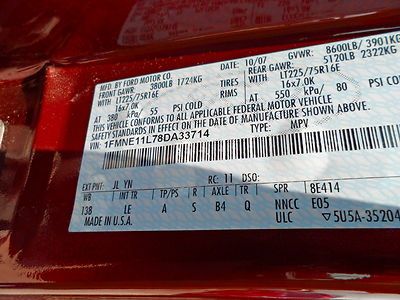 MFD. BY FORD MOTOR CO.
10/07 GVWR: 8600LB/ 3901KG
FRONT GAWR: 3800LB 1724KG REAR GAWR: 5120LB 2322KG
TIRES LT225/75R16E LT225/75R16E
RIMS 16x7.0K 16x7.0K
AT 380 kPa/ 55 PSI COLD AT 550 kPa/ 80 PSI COLD
THIS VEHICLE CONFORMS TO ALL APPLICABLE FEDERAL MOTOR VEHICLE
SAFETY AND THEFT PREVENTION STANDARDS IN EFFECT ON THE DATE OF
MANUFACTURE SHOWN ABOVE.
VIN: 1FMNE11L78DA33714
TYPE: MPV
EXT PNT: JL YN RC: 11 DSO:
WB INT TR TP/PS R AXLE TR SPR 8E414
138 LE A S B4 Q NNCC E05
MADE IN U.S.A. ULC 5U5A-35204